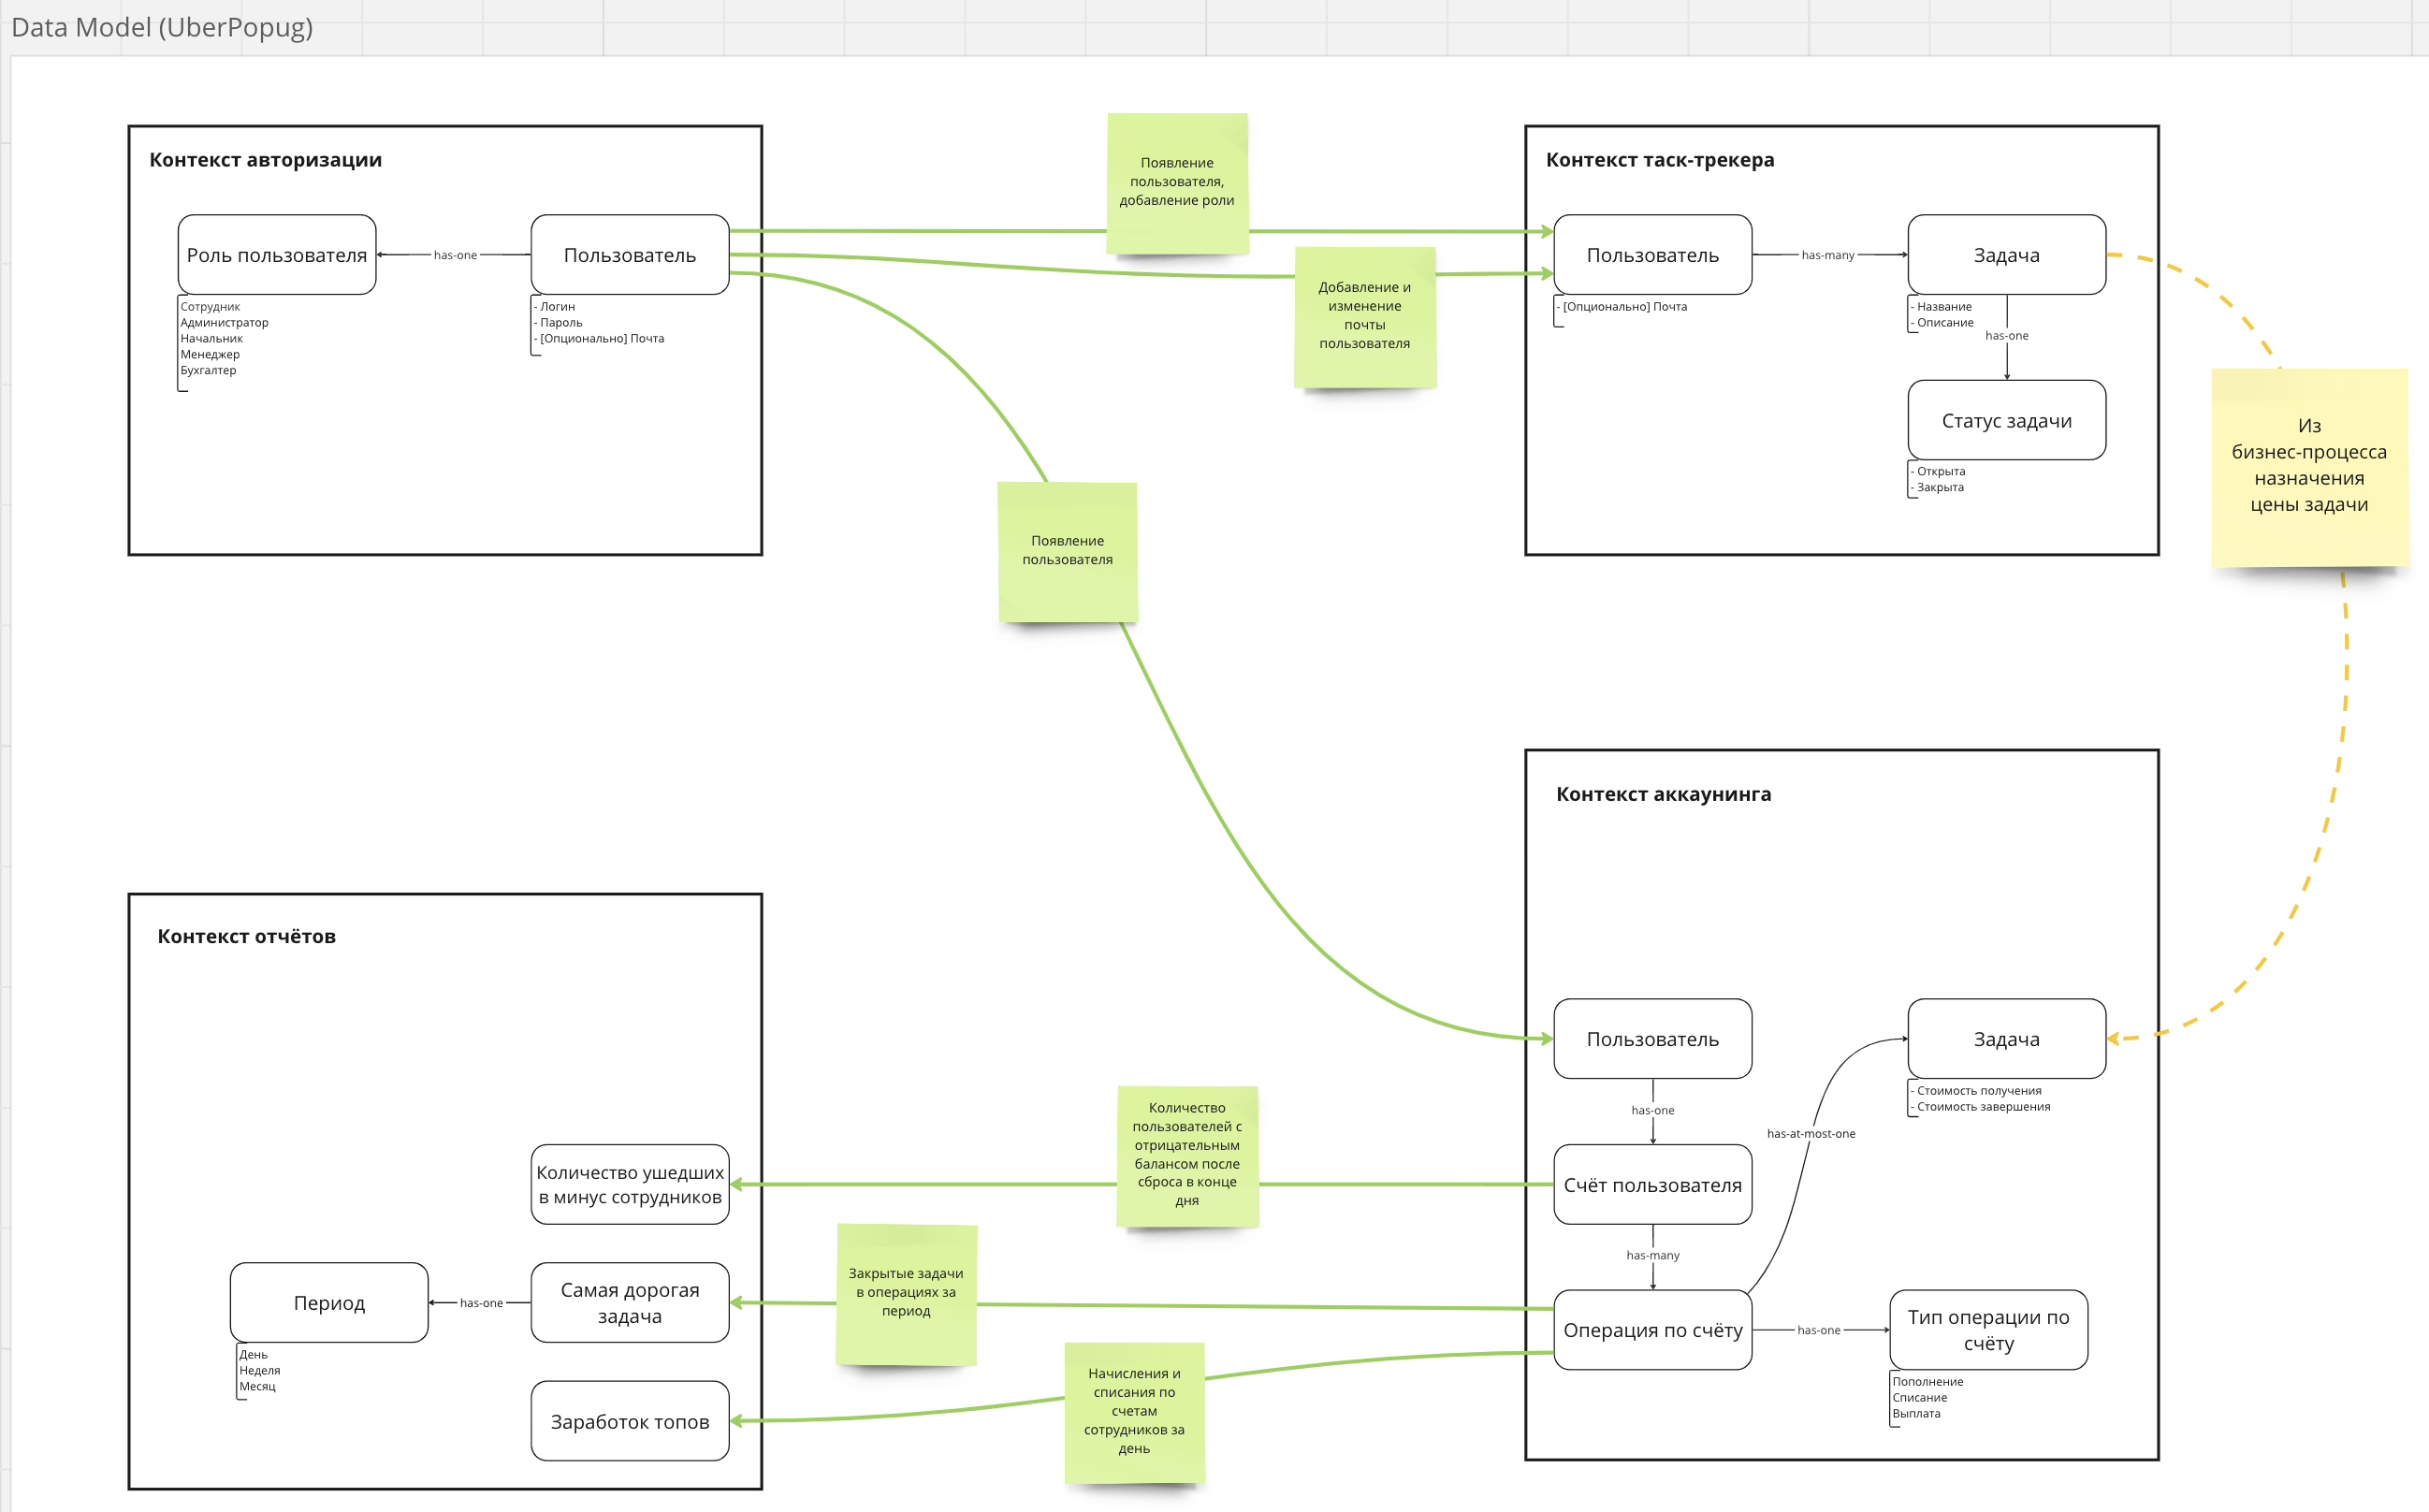 Data Model (UberPopug)
Контекст авторизации
Роль пользователя
has-one
Пользователь
Сотрудник
Администратор
Начальник
Менеджер
Бухгалтер
- Логин
- Пароль
- [Опционально] Почта
Появление
пользователя,
добавление роли
Добавление и
изменение
почты
пользователя
Появление
пользователя
Контекст таск-трекера
Пользователь
has-many
Задача
- [Опционально] Почта
- Название
- Описание
has-one
Статус задачи
- Открыта
- Закрыта
Из
бизнес-процесса
назначения
цены задачи
Контекст аккаунинга
Пользователь
Задача
- Стоимость получения
- Стоимость завершения
has-one
has-at-most-one
Счёт пользователя
has-many
Операция по счёту
has-one
Тип операции по
счёту
Пополнение
Списание
Выплата
Количество
пользователей с
отрицательным
балансом после
сброса в конце
дня
Закрытые задачи
в операциях за
период
Начисления и
списания по
счетам
сотрудников за
день
Контекст отчётов
Количество ушедших
в минус сотрудников
Период
has-one
Самая дорогая
задача
День
Неделя
Месяц
Заработок топов